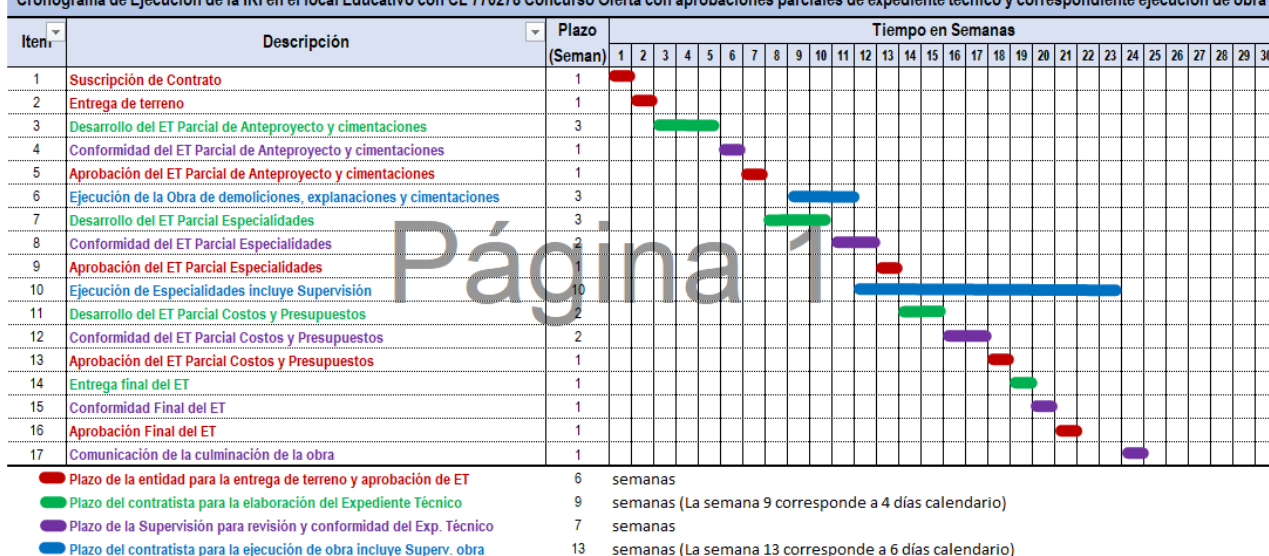 Cronograma de Ejecución de la IRI en el local Educativo con CL 770278 Concurso Oferta con aprobaciones parciales de expediente técnico y correspondiente ejecución de obra
Item Descripción Plazo (Seman) Tiempo en Semanas
1 2 3 4 5 6 7 8 9 10 11 12 13 14 15 16 17 18 19 20 21 22 23 24 25 26 27 28 29 30
1 Suscripción de Contrato 1
2 Entrega de terreno 1
3 Desarrollo del ET Parcial de Anteproyecto y cimentaciones 3
4 Conformidad del ET Parcial de Anteproyecto y cimentaciones 1
5 Aprobación del ET Parcial de Anteproyecto y cimentaciones 1
6 Ejecución de la Obra de demoliciones, explanaciones y cimentaciones 3
7 Desarrollo del ET Parcial Especialidades 3
8 Conformidad del ET Parcial Especialidades 2
9 Aprobación del ET Parcial Especialidades 1
10 Ejecución de Especialidades incluye Supervisión 10
11 Desarrollo del ET Parcial Costos y Presupuestos 2
12 Conformidad del ET Parcial Costos y Presupuestos 2
13 Aprobación del ET Parcial Costos y Presupuestos 1
14 Entrega final del ET 1
15 Conformidad Final del ET 1
16 Aprobación Final del ET 1
17 Comunicación de la culminación de la obra 1
Página 1
Plazo de la entidad para la entrega de terreno y aprobación de ET 6 semanas
Plazo del contratista para la elaboración del Expediente Técnico 9 semanas (La semana 9 corresponde a 4 días calendario)
Plazo de la Supervisión para revisión y conformidad del Exp. Técnico 7 semanas
Plazo del contratista para la ejecución de obra incluye Superv. obra 13 semanas (La semana 13 corresponde a 6 días calendario)